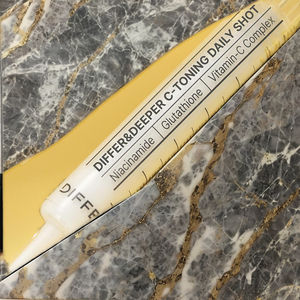 DIFFER&DEEPER C-TONING DAILY SHOT
Niacinamide | Glutathione | Vitamin-C Complex
DIFFE